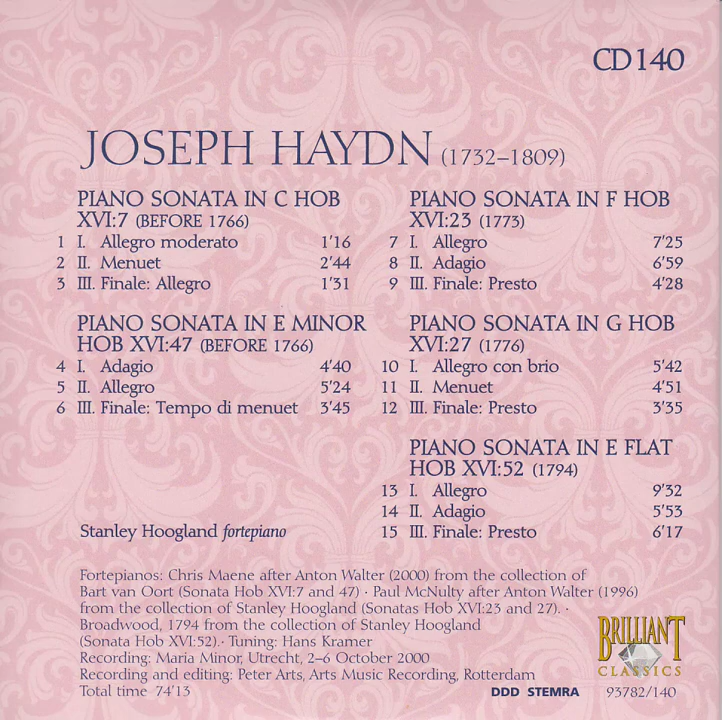 CD 140
JOSEPH HAYDN (1732–1809)
PIANO SONATA IN C HOB
XVI:7 (BEFORE 1766)
1 I. Allegro moderato 1'16
2 II. Menuet 2'44
3 III. Finale: Allegro 1'31
PIANO SONATA IN E MINOR
HOB XVI:47 (BEFORE 1766)
4 I. Adagio 4'40
5 II. Allegro 5'24
6 III. Finale: Tempo di menuet 3'45
Stanley Hoogland fortepiano
PIANO SONATA IN F HOB
XVI:23 (1773)
7 I. Allegro 7'25
8 II. Adagio 6'59
9 III. Finale: Presto 4'28
PIANO SONATA IN G HOB
XVI:27 (1776)
10 I. Allegro con brio 5'42
11 II. Menuet 4'51
12 III. Finale: Presto 3'35
PIANO SONATA IN E FLAT
HOB XVI:52 (1794)
13 I. Allegro 9'32
14 II. Adagio 5'53
15 III. Finale: Presto 6'17
Fortepianos: Chris Maene after Anton Walter (2000) from the collection of
Bart van Oort (Sonata Hob XVI:7 and 47) · Paul McNulty after Anton Walter (1996)
from the collection of Stanley Hoogland (Sonatas Hob XVI:23 and 27). ·
Broadwood, 1794 from the collection of Stanley Hoogland
(Sonata Hob XVI:52).· Tuning: Hans Kramer
Recording: Maria Minor, Utrecht, 2–6 October 2000
Recording and editing: Peter Arts, Arts Music Recording, Rotterdam
Total time 74'13
DDD STEMRA
BRILLIANT
CLASSICS
93782/140